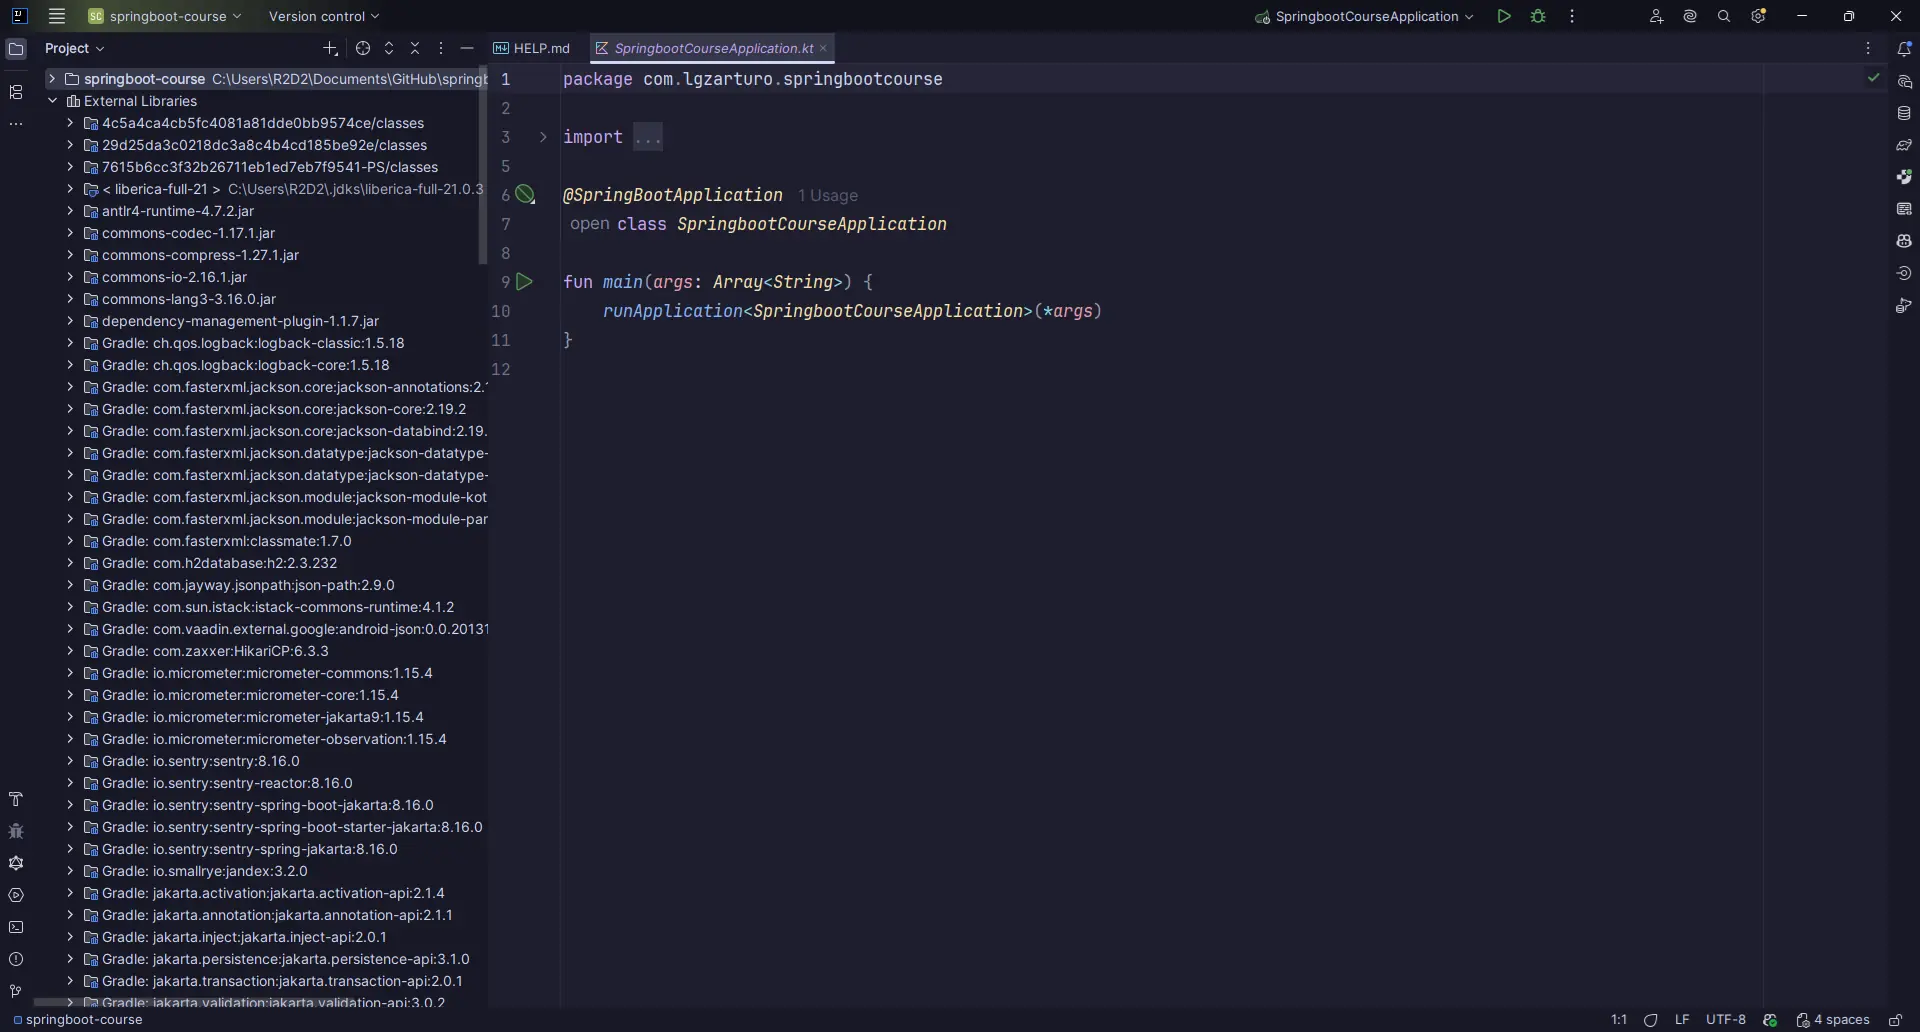 SC springboot-course
Version control
SpringbootCourseApplication
Project
springboot-course C:\Users\R2D2\Documents\GitHub\springb
External Libraries
4c5a4ca4cb5fc4081a81dde0bb9574ce/classes
29d25da3c0218dc3a8c4b4cd185be92e/classes
7615b6cc3f32b26711eb1ed7eb7f9541-PS/classes
< liberica-full-21 > C:\Users\R2D2\.jdks\liberica-full-21.0.3
antlr4-runtime-4.7.2.jar
commons-codec-1.17.1.jar
commons-compress-1.27.1.jar
commons-io-2.16.1.jar
commons-lang3-3.16.0.jar
dependency-management-plugin-1.1.7.jar
Gradle: ch.qos.logback:logback-classic:1.5.18
Gradle: ch.qos.logback:logback-core:1.5.18
Gradle: com.fasterxml.jackson.core:jackson-annotations:2.1
Gradle: com.fasterxml.jackson.core:jackson-core:2.19.2
Gradle: com.fasterxml.jackson.core:jackson-databind:2.19.
Gradle: com.fasterxml.jackson.datatype:jackson-datatype-
Gradle: com.fasterxml.jackson.datatype:jackson-datatype-
Gradle: com.fasterxml.jackson.module:jackson-module-kot
Gradle: com.fasterxml.jackson.module:jackson-module-par
Gradle: com.fasterxml:classmate:1.7.0
Gradle: com.h2database:h2:2.3.232
Gradle: com.jayway.jsonpath:json-path:2.9.0
Gradle: com.sun.istack:istack-commons-runtime:4.1.2
Gradle: com.vaadin.external.google:android-json:0.0.20131
Gradle: com.zaxxer:HikariCP:6.3.3
Gradle: io.micrometer:micrometer-commons:1.15.4
Gradle: io.micrometer:micrometer-core:1.15.4
Gradle: io.micrometer:micrometer-jakarta9:1.15.4
Gradle: io.micrometer:micrometer-observation:1.15.4
Gradle: io.sentry:sentry:8.16.0
Gradle: io.sentry:sentry-reactor:8.16.0
Gradle: io.sentry:sentry-spring-boot-jakarta:8.16.0
Gradle: io.sentry:sentry-spring-boot-starter-jakarta:8.16.0
Gradle: io.sentry:sentry-spring-jakarta:8.16.0
Gradle: io.smallrye:jandex:3.2.0
Gradle: jakarta.activation:jakarta.activation-api:2.1.4
Gradle: jakarta.annotation:jakarta.annotation-api:2.1.1
Gradle: jakarta.inject:jakarta.inject-api:2.0.1
Gradle: jakarta.persistence:jakarta.persistence-api:3.1.0
Gradle: jakarta.transaction:jakarta.transaction-api:2.0.1
Gradle: jakarta.validation:jakarta.validation-api:3.0.2
HELP.md
SpringbootCourseApplication.kt
1 package com.lgzarturo.springbootcourse
2
3 import ...
5
6 @SpringBootApplication 1 Usage
7 open class SpringbootCourseApplication
8
9 fun main(args: Array<String>) {
10 runApplication<SpringbootCourseApplication>(*args)
11 }
12
springboot-course
1:1 LF UTF-8 4 spaces